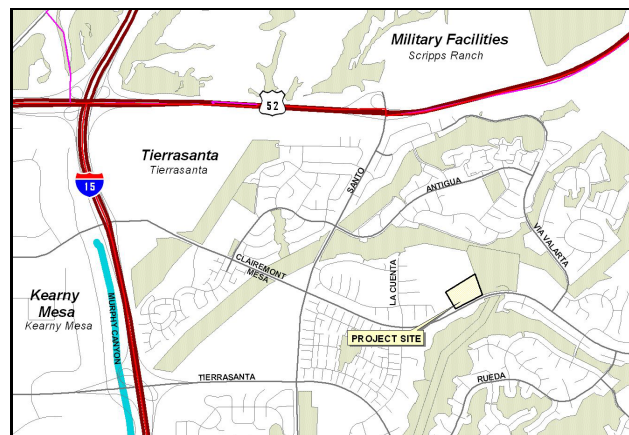 Military Facilities
Scripps Ranch
52
Tierrasanta
Tierrasanta
15
SANTO
ANTIGUA
VIA VALARTA
CLAIREMONT
MESA
LA CUENTA
Kearny
Mesa
Kearny Mesa
MURPHY CANYON
PROJECT SITE
TIERRASANTA
RUEDA